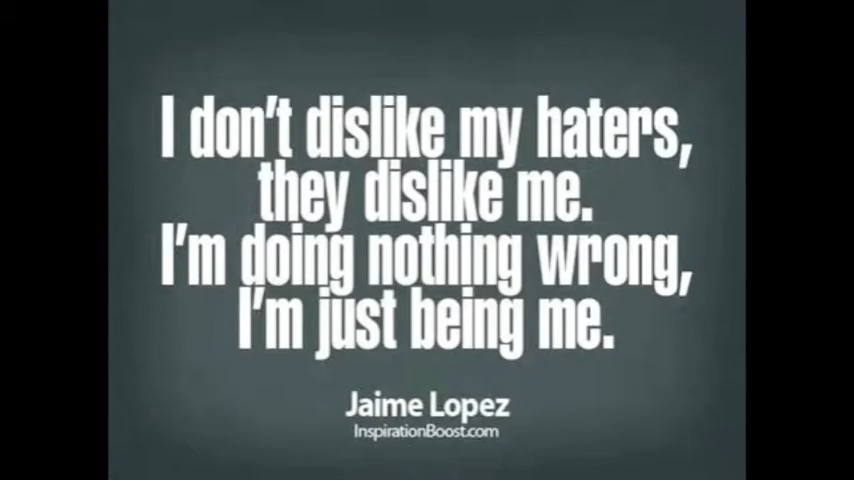 I don't dislike my haters,
they dislike me.
I'm doing nothing wrong,
I'm just being me.
Jaime Lopez
InspirationBoost.com